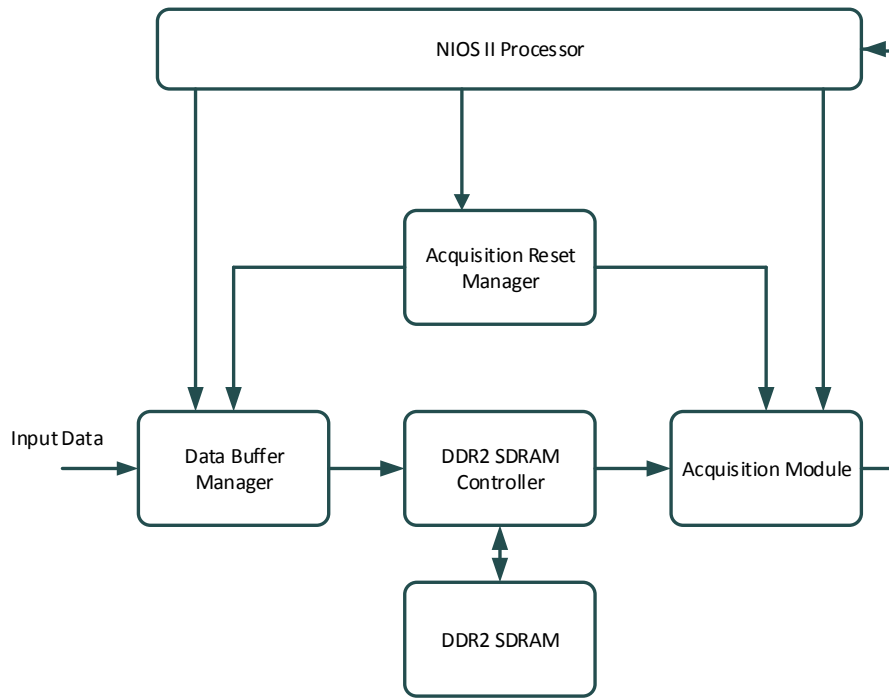 NIOS II Processor
Acquisition Reset
Manager
Input Data
Data Buffer
Manager
DDR2 SDRAM
Controller
Acquisition Module
DDR2 SDRAM